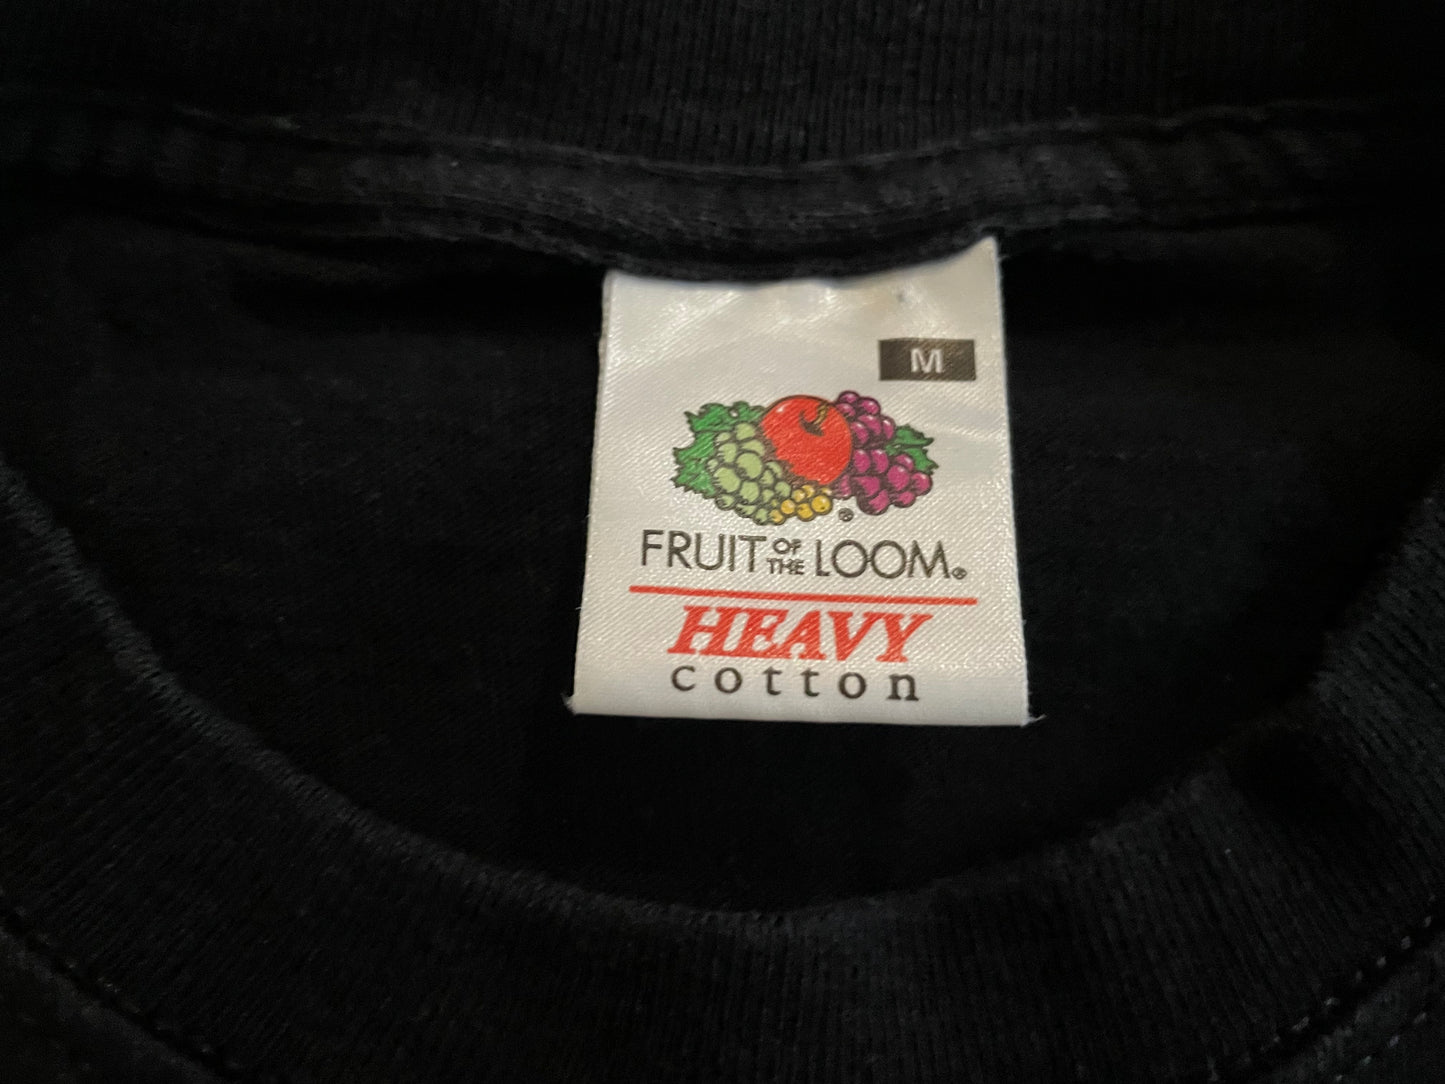 M
®
FRUIT OF THE LOOM®
HEAVY
cotton